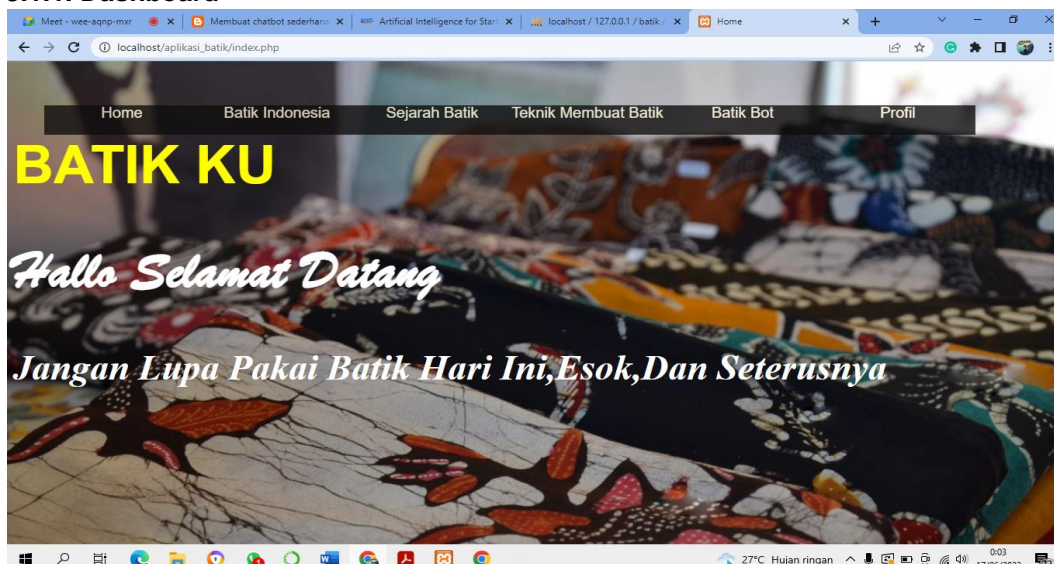 Meet - wee-aqnp-mxr
Membuat chatbot sederhana
Artificial Intelligence for Start
localhost / 127.0.0.1 / batik /
Home
localhost/aplikasi_batik/index.php
Home Batik Indonesia Sejarah Batik Teknik Membuat Batik Batik Bot Profil
BATIK KU
Hallo Selamat Datang
Jangan Lupa Pakai Batik Hari Ini,Esok,Dan Seterusnya
27°C Hujan ringan
0:03